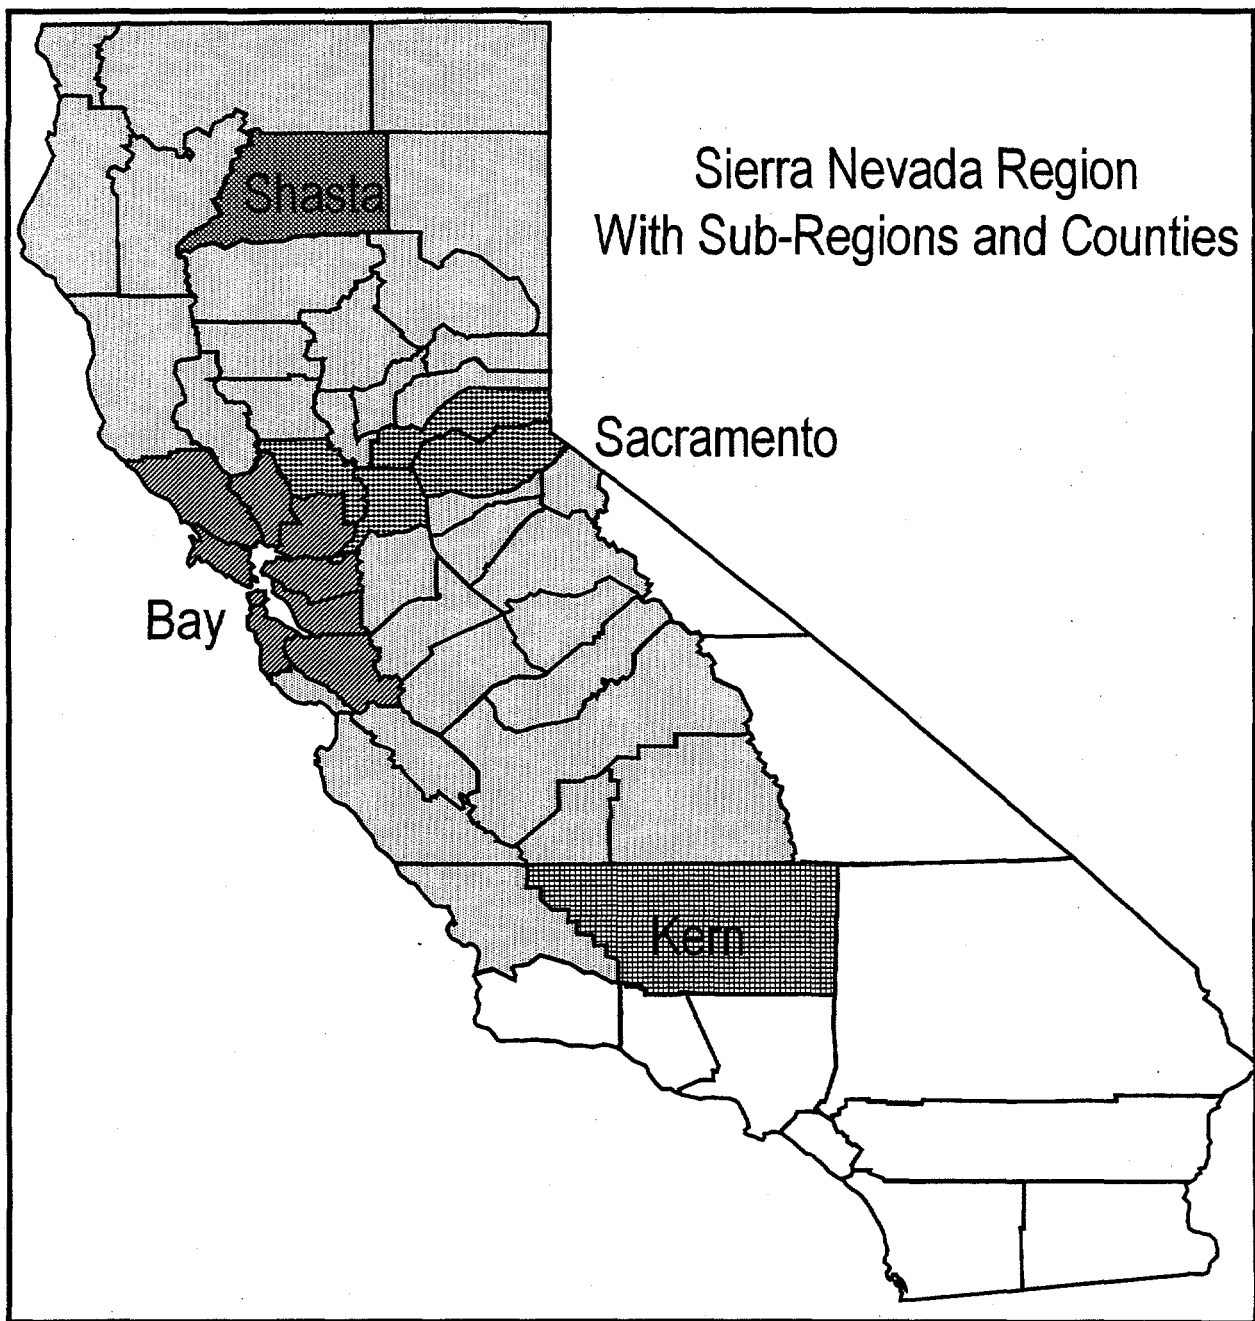 Sierra Nevada Region
With Sub-Regions and Counties
Shasta
Sacramento
Bay
Kern